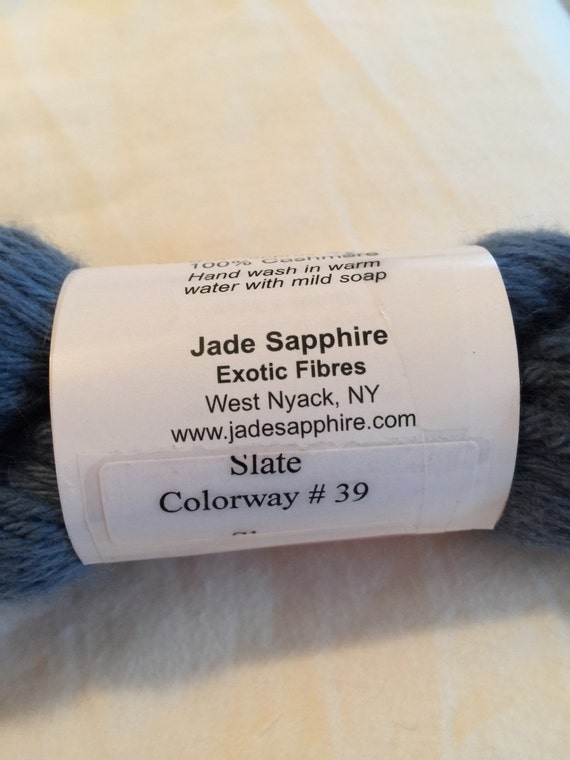 100% Cashmere
Hand wash in warm
water with mild soap
Jade Sapphire
Exotic Fibres
West Nyack, NY
www.jadesapphire.com
Slate
Colorway # 39